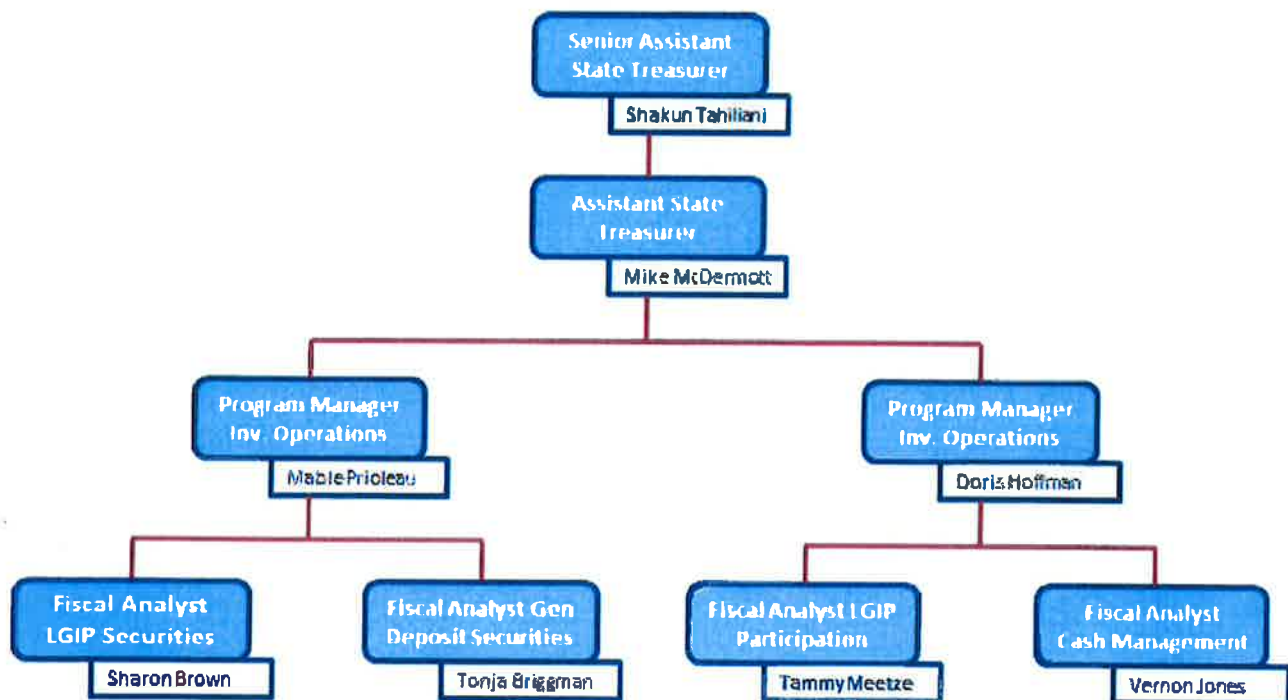 Senior Assistant
State Treasurer
Shakun Tahiliani
Assistant State
Treasurer
Mike McDermott
Program Manager
Inv. Operations
Mable Prioleau
Program Manager
Inv. Operations
Doris Hoffman
Fiscal Analyst
LGIP Securities
Sharon Brown
Fiscal Analyst Gen
Deposit Securities
Tonja Briggman
Fiscal Analyst LGIP
Participation
Tammy Meetze
Fiscal Analyst
Cash Management
Vernon Jones